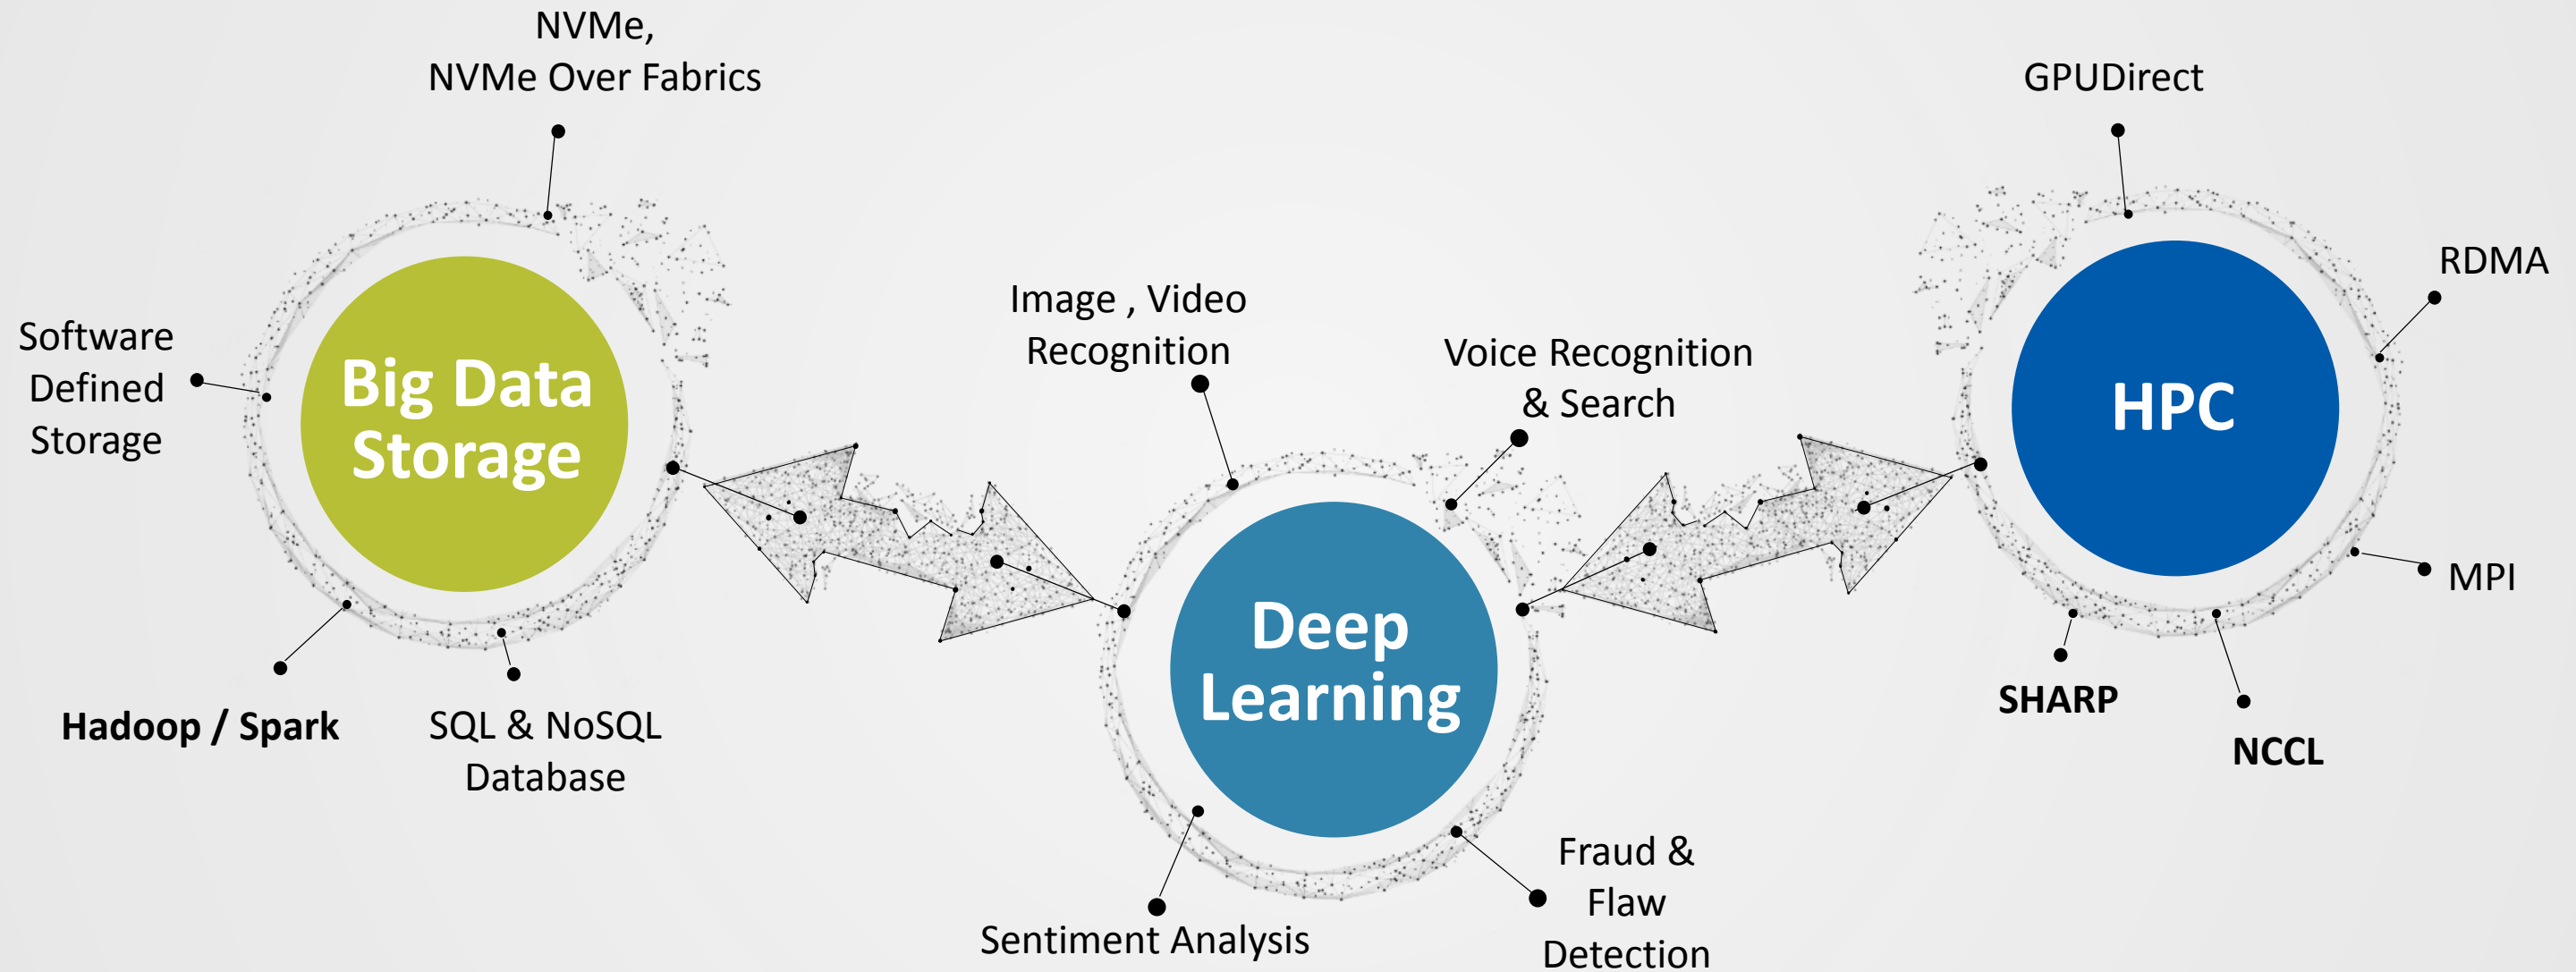 NVMe,
NVMe Over Fabrics
Software
Defined
Storage
Big Data
Storage
Hadoop / Spark
SQL & NoSQL
Database
Image , Video
Recognition
Voice Recognition
& Search
Deep
Learning
Sentiment Analysis
Fraud &
Flaw
Detection
GPUDirect
RDMA
HPC
MPI
SHARP
NCCL